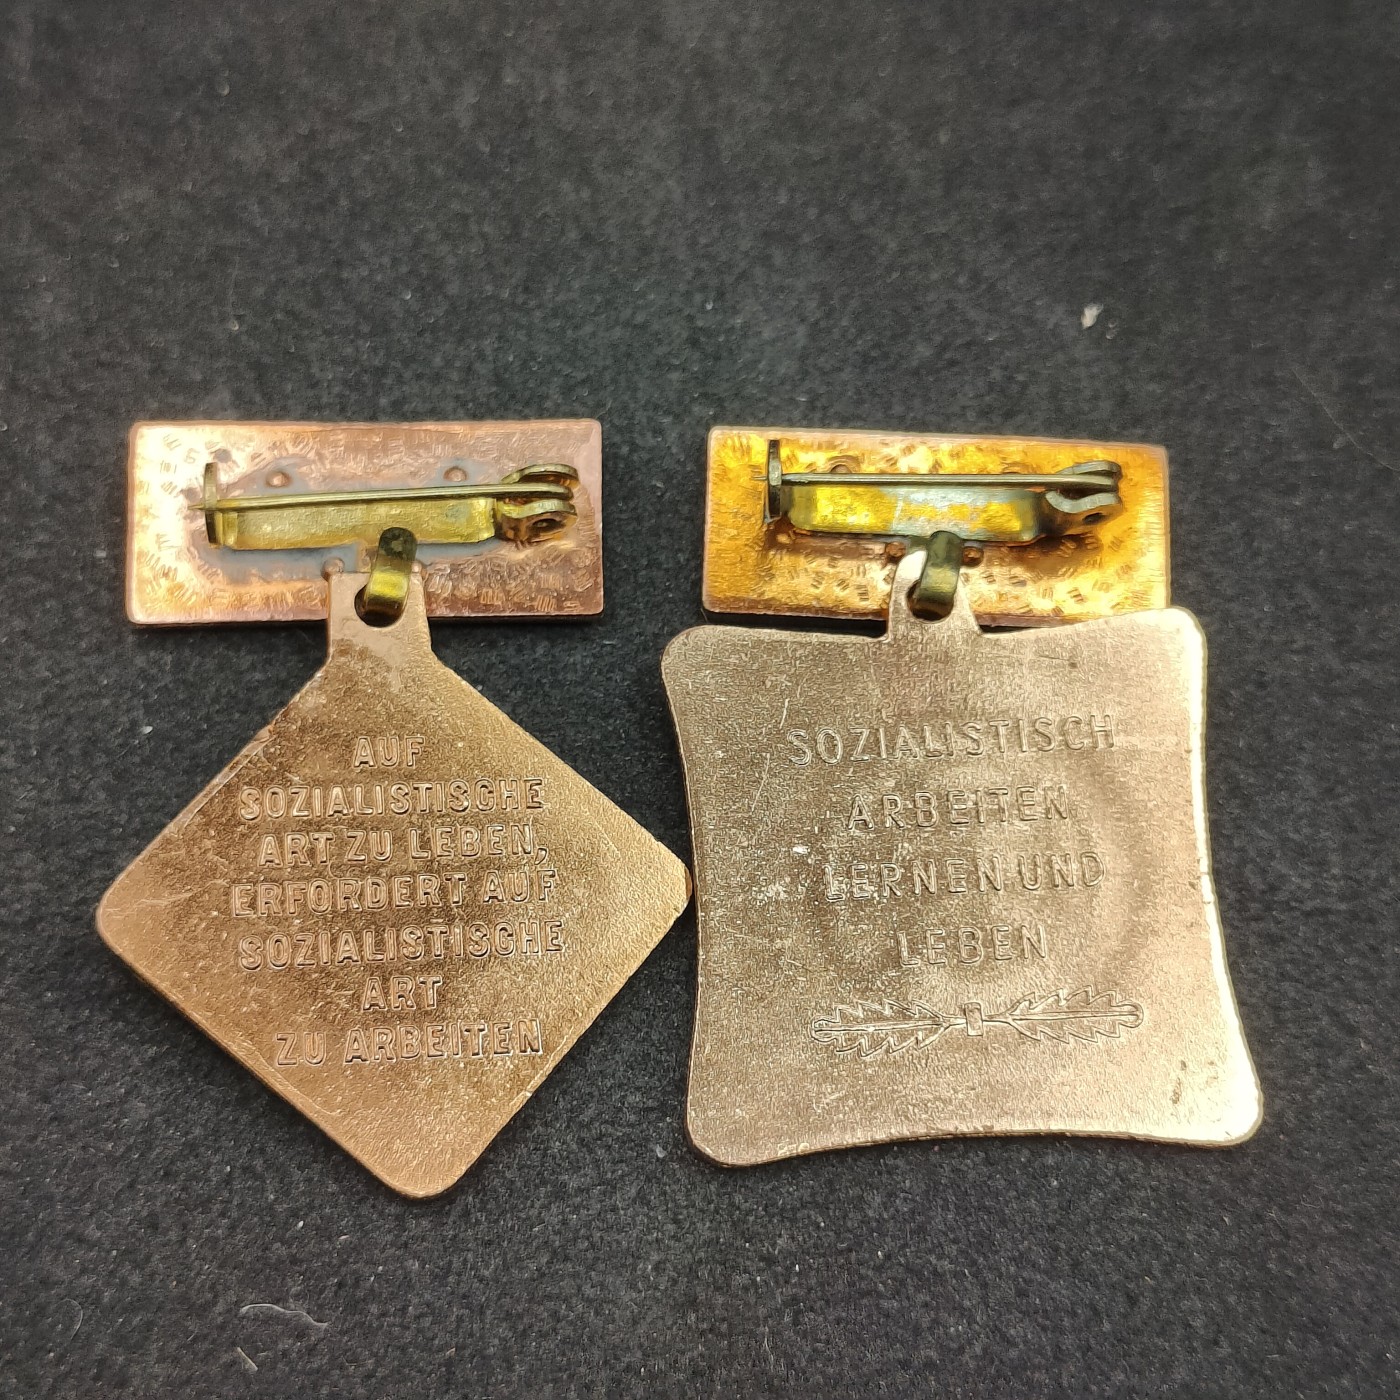 AUF
SOZIALISTISCHE
ART ZU LEBEN,
ERFORDERT AUF
SOZIALISTISCHE
ART
ZU ARBEITEN
SOZIALISTISCH
ARBEITEN
LERNEN UND
LEBEN